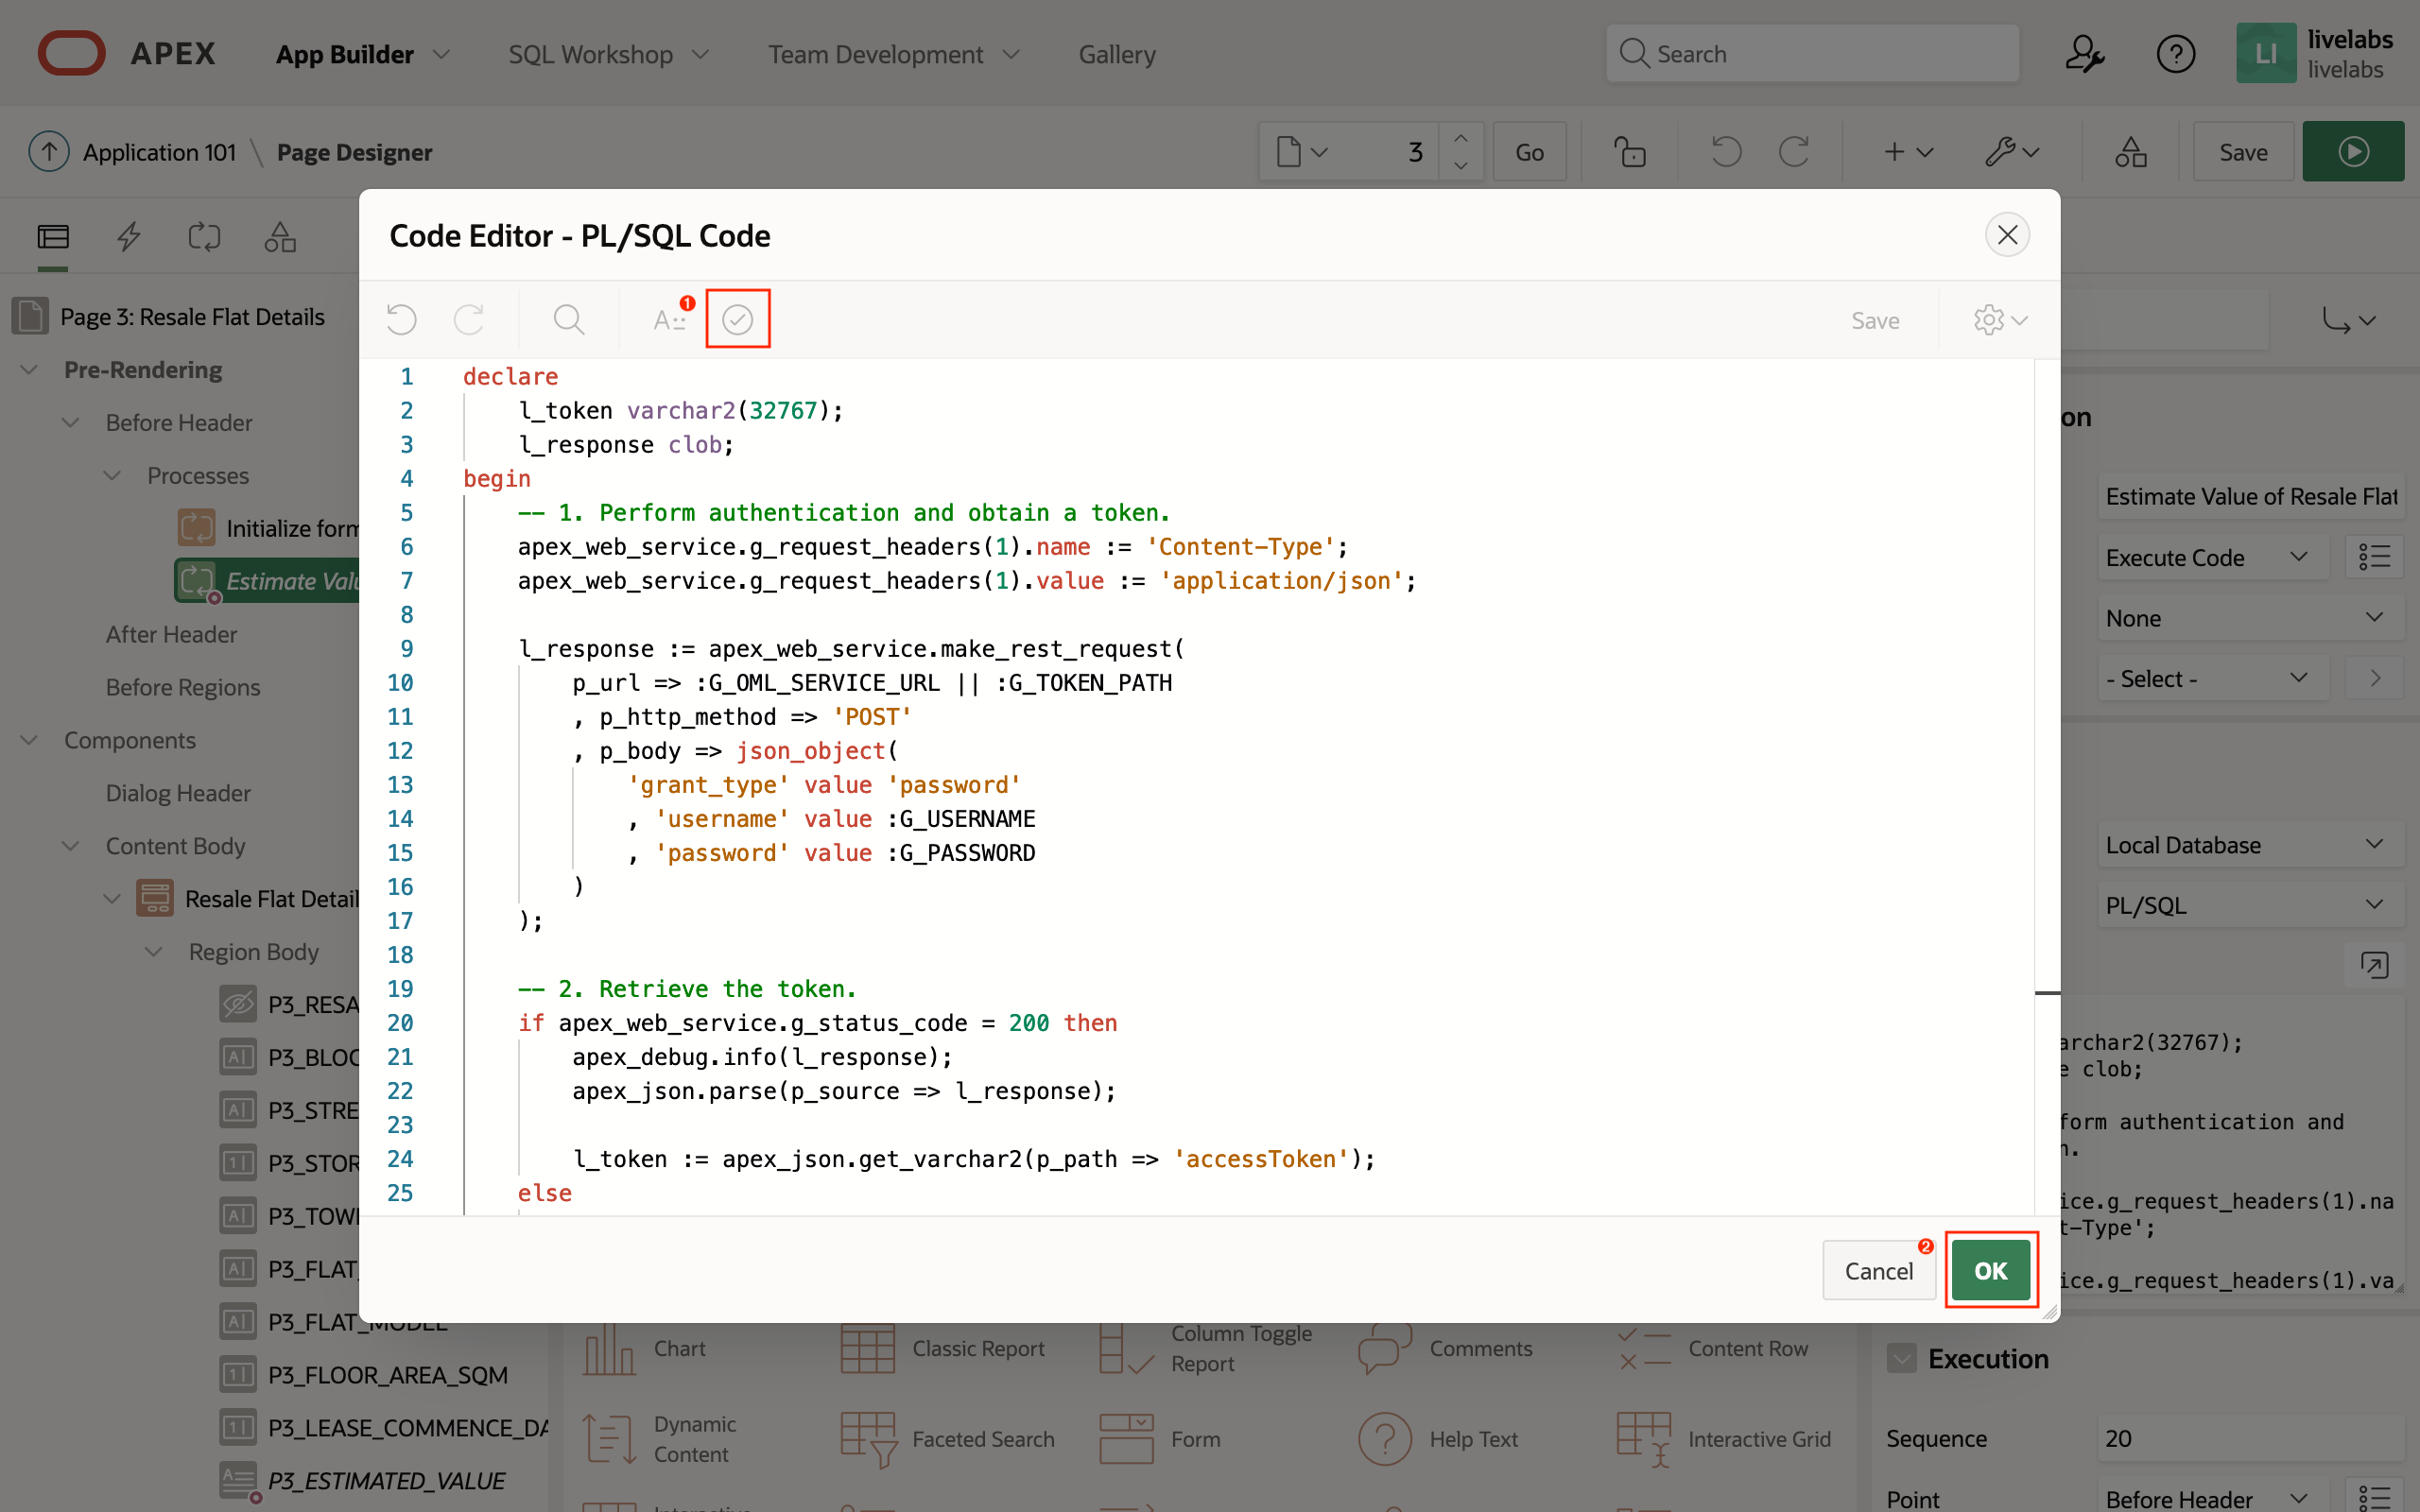 APEX App Builder SQL Workshop Team Development Gallery Search LI livelabs
livelabs
Application 101 \ Page Designer 3 Go Save
Code Editor - PL/SQL Code
1
Save
Page 3: Resale Flat Details
Pre-Rendering
Before Header
Processes
Initialize form
Estimate Valu
After Header
Before Regions
Components
Dialog Header
Content Body
Resale Flat Detail
Region Body
P3_RESA
P3_BLOC
P3_STRE
P3_STOR
P3_TOW
P3_FLAT_
P3_FLAT_MODEL
P3_FLOOR_AREA_SQM
P3_LEASE_COMMENCE_DA
P3_ESTIMATED_VALUE
1 declare
2 l_token varchar2(32767);
3 l_response clob;
4 begin
5 -- 1. Perform authentication and obtain a token.
6 apex_web_service.g_request_headers(1).name := 'Content-Type';
7 apex_web_service.g_request_headers(1).value := 'application/json';
8
9 l_response := apex_web_service.make_rest_request(
10 p_url => :G_OML_SERVICE_URL || :G_TOKEN_PATH
11 , p_http_method => 'POST'
12 , p_body => json_object(
13 'grant_type' value 'password'
14 , 'username' value :G_USERNAME
15 , 'password' value :G_PASSWORD
16 )
17 );
18
19 -- 2. Retrieve the token.
20 if apex_web_service.g_status_code = 200 then
21 apex_debug.info(l_response);
22 apex_json.parse(p_source => l_response);
23
24 l_token := apex_json.get_varchar2(p_path => 'accessToken');
25 else
Cancel 2 OK
on
Estimate Value of Resale Flat
Execute Code
None
- Select -
Local Database
PL/SQL
archar2(32767);
e clob;
form authentication and
n.
ice.g_request_headers(1).na
t-Type';
ice.g_request_headers(1).va
Chart Classic Report Column Toggle
Report Comments Content Row
Dynamic
Content Faceted Search Form Help Text Interactive Grid
Execution
Sequence 20
Point Before Header